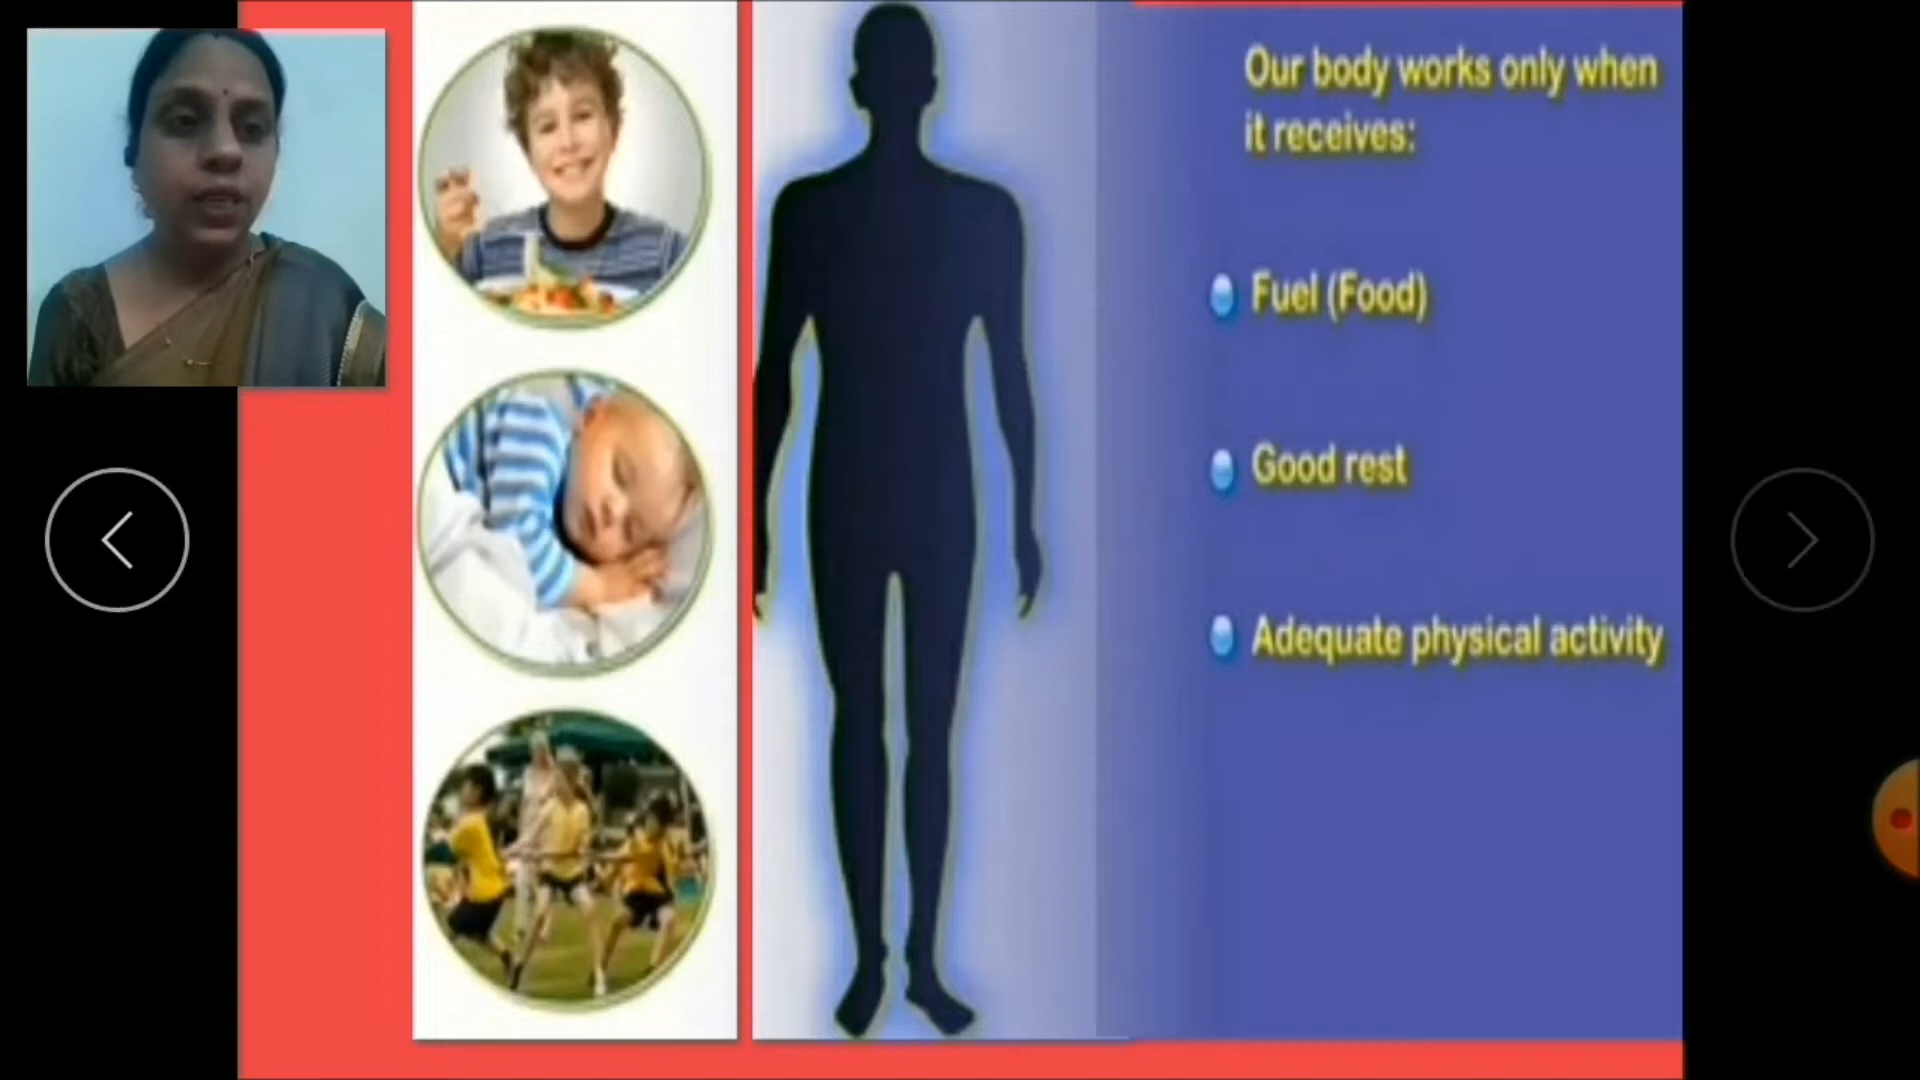 Our body works only when
it receives:
Fuel (Food)
Good rest
Adequate physical activity